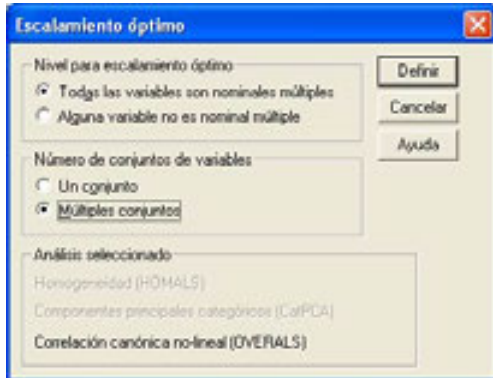 Escalamiento óptimo
Nivel para escalamiento óptimo
Todas las variables son nominales múltiples
Alguna variable no es nominal múltiple
Definir
Cancelar
Ayuda
Número de conjuntos de variables
Un conjunto
Múltiples conjuntos
Análisis seleccionado
Homogeneidad (HOMALS)
Componentes principales categóricos (CatPCA)
Correlación canónica no-lineal (OVERALS)